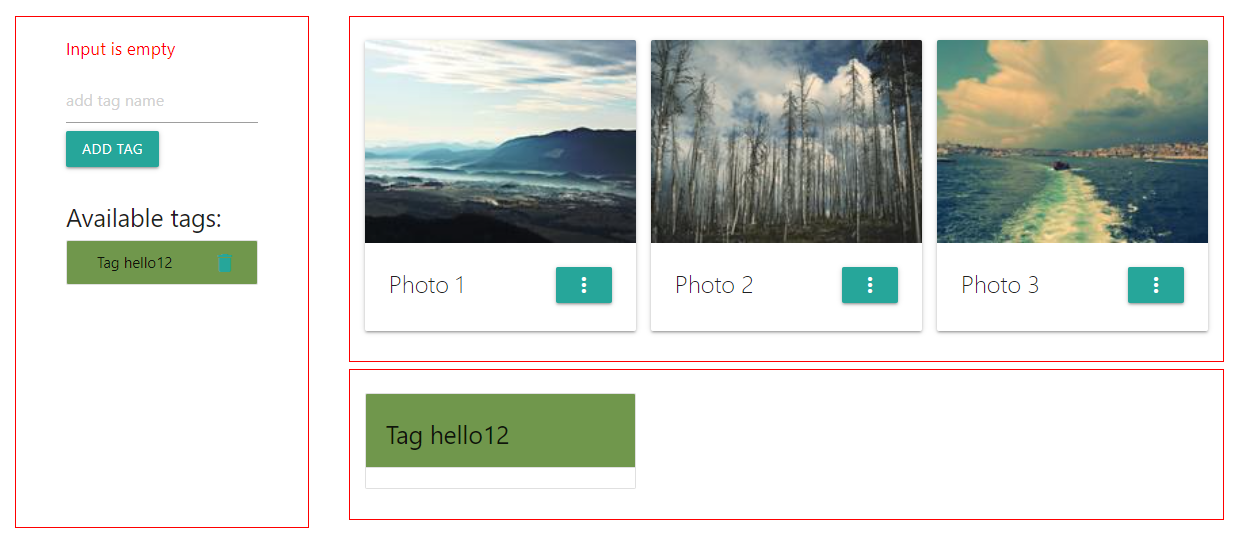 Input is empty
add tag name
ADD TAG
Available tags:
Tag hello12
Photo 1
Photo 2
Photo 3
Tag hello12